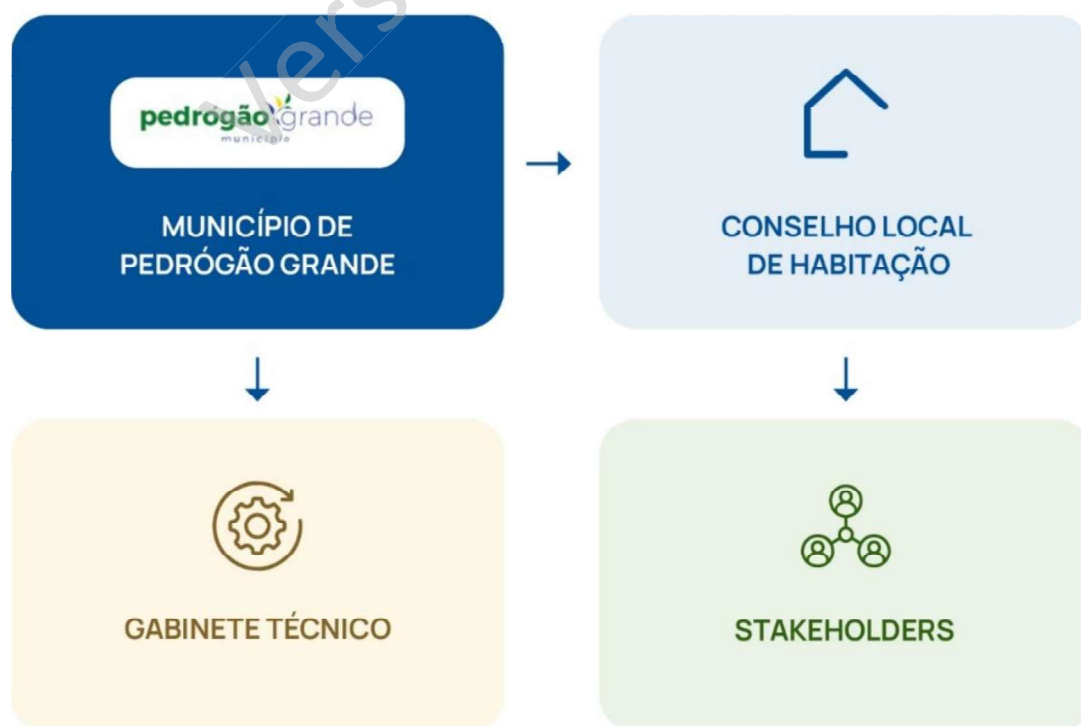 pedrógão grande
município
MUNICÍPIO DE
PEDRÓGÃO GRANDE
CONSELHO LOCAL
DE HABITAÇÃO
GABINETE TÉCNICO
STAKEHOLDERS